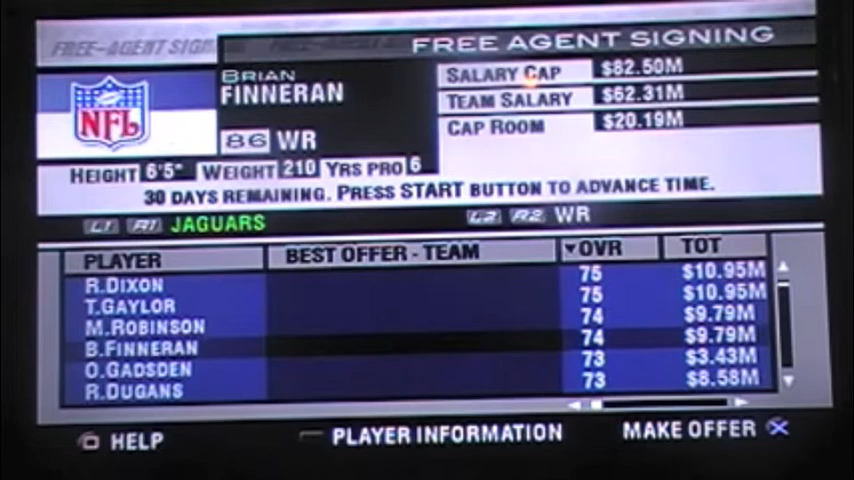 FREE-AGENT SIGN
FREE AGENT SIGNING
BRIAN
FINNERAN
86 WR
NFL
SALARY CAP $82.50M
TEAM SALARY $62.31M
CAP ROOM $20.19M
HEIGHT 6'5" WEIGHT 210 YRS PRO 6
30 DAYS REMAINING. PRESS START BUTTON TO ADVANCE TIME.
L1 R1 JAGUARS L2 R2 WR
PLAYER BEST OFFER - TEAM OVR TOT
R.DIXON 75 $10.95M
T.GAYLOR 75 $10.95M
M.ROBINSON 74 $9.79M
B.FINNERAN 74 $9.79M
O.GADSDEN 73 $3.43M
R.DUGANS 73 $8.58M
HELP PLAYER INFORMATION MAKE OFFER